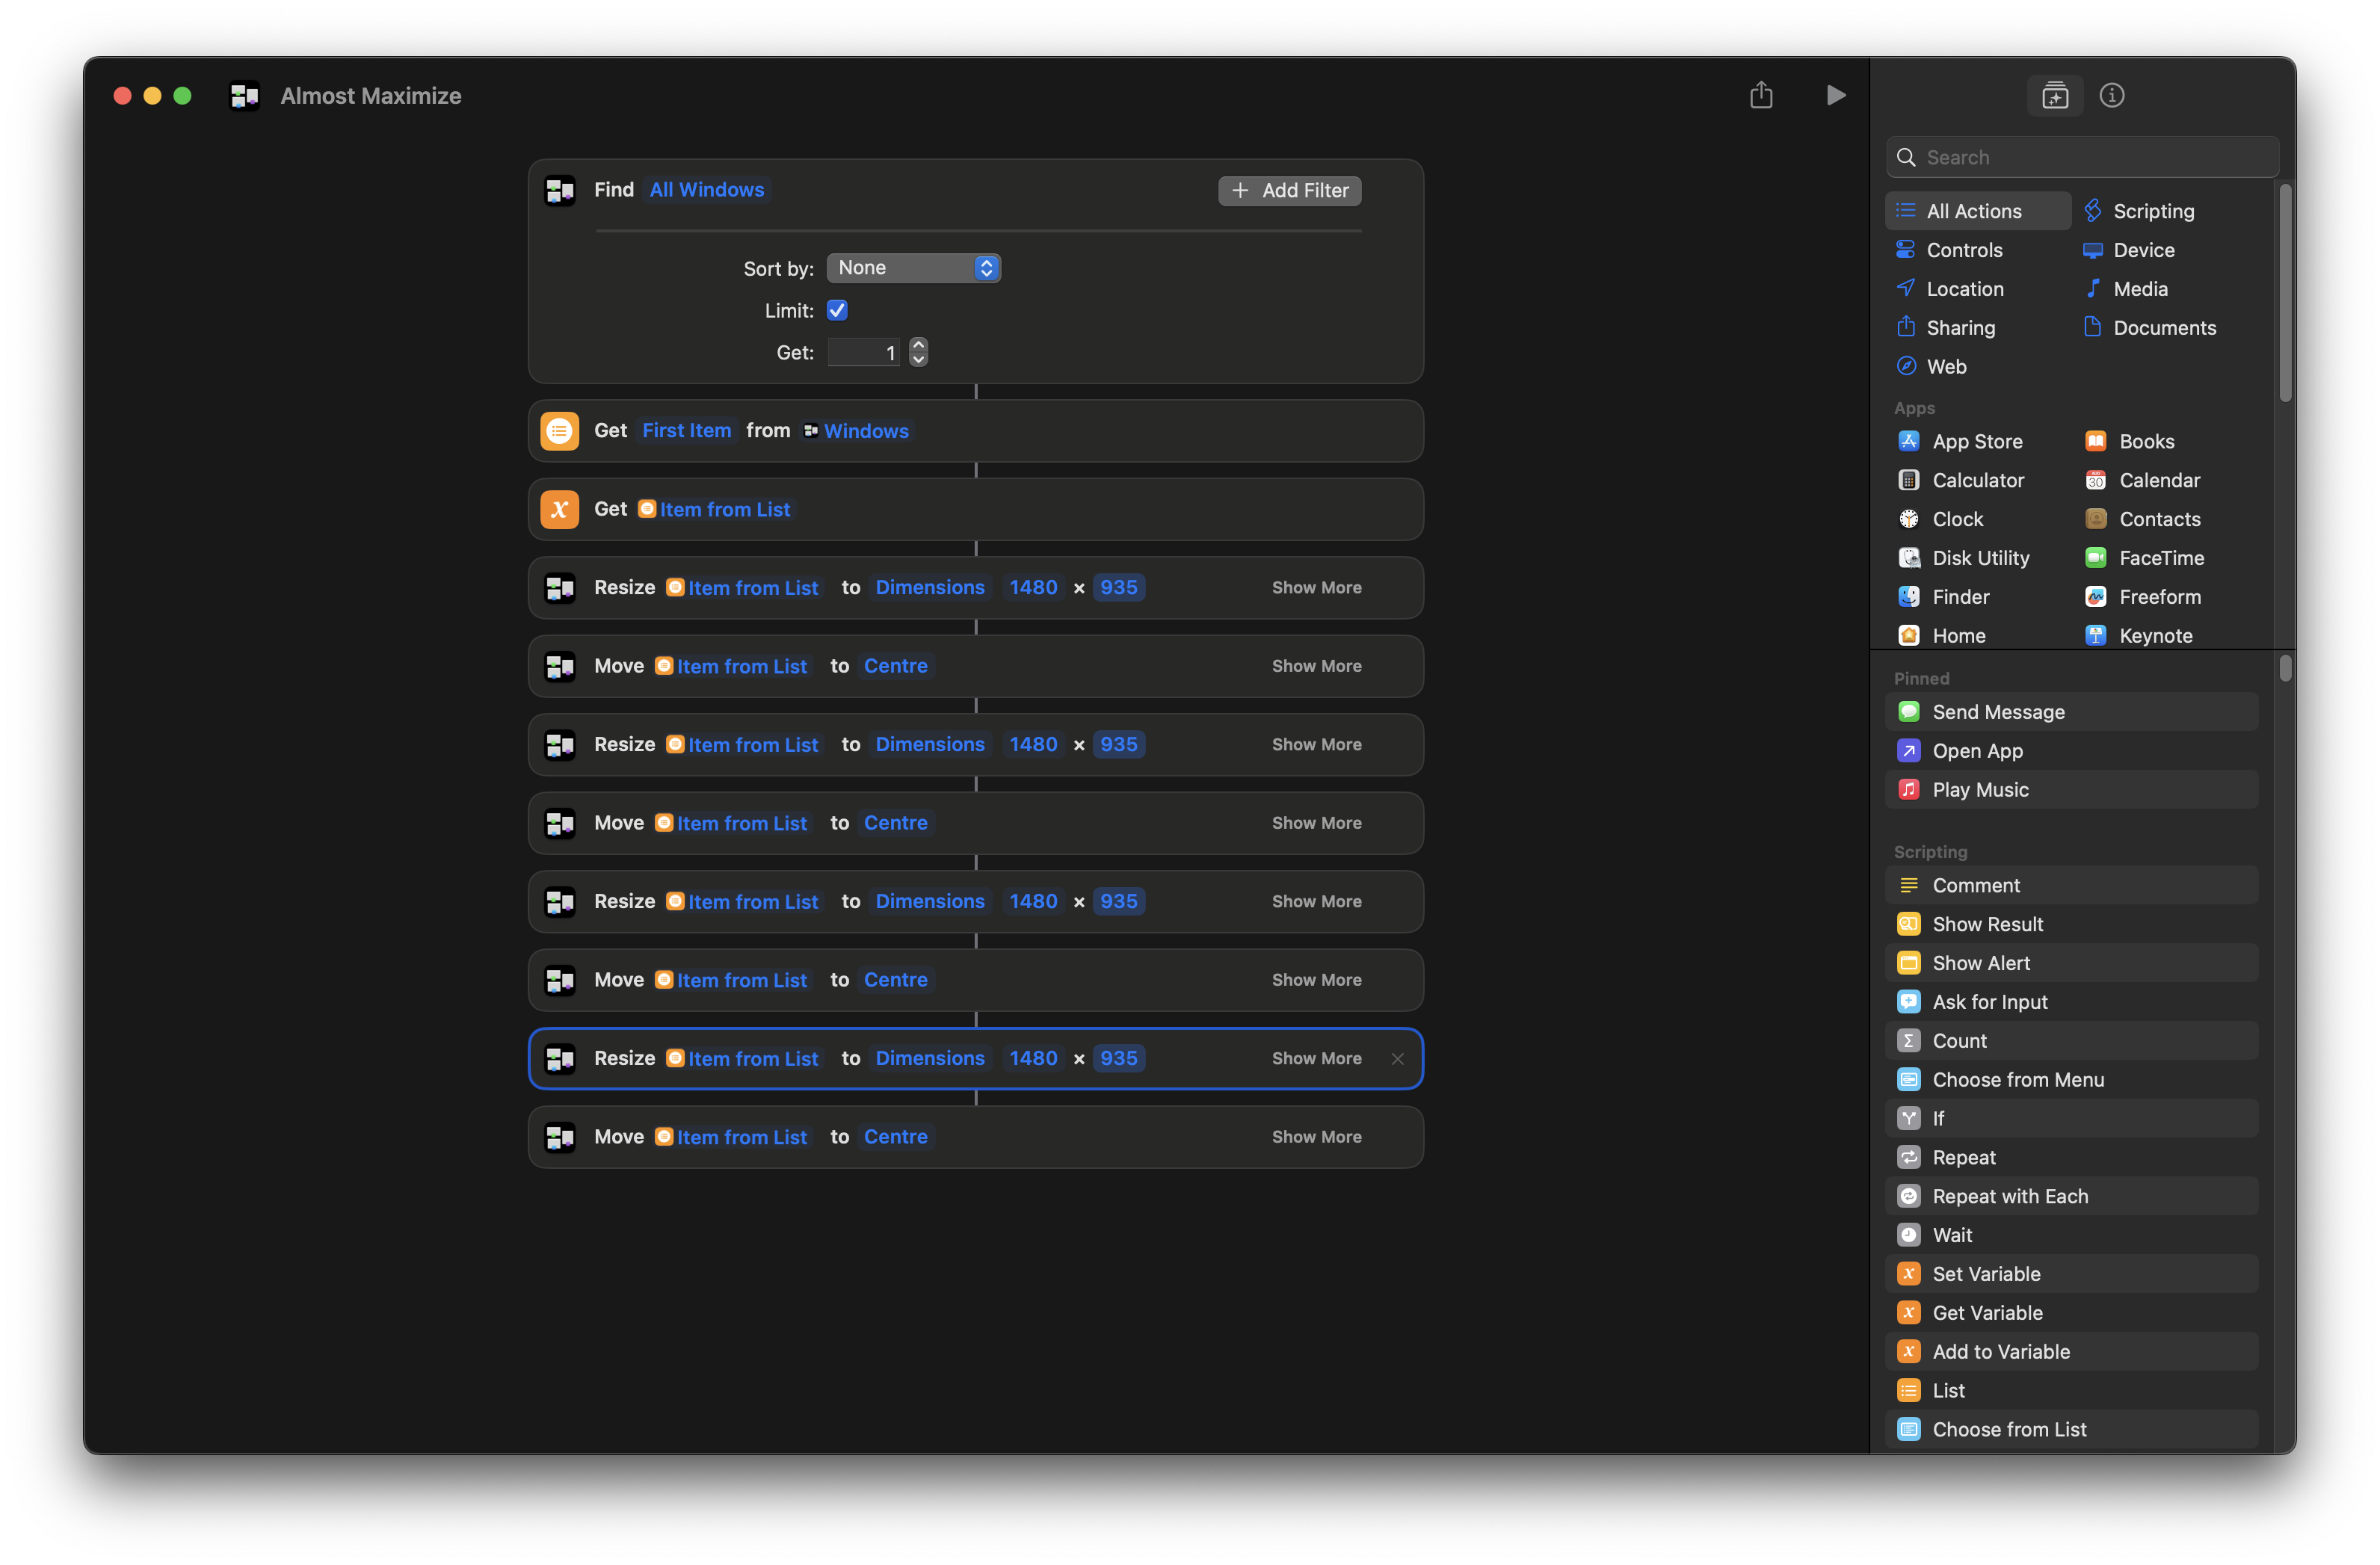 Almost Maximize
Find All Windows
Add Filter
Sort by: None
Limit:
Get: 1
Get First Item from Windows
x Get Item from List
Resize Item from List to Dimensions 1480 × 935 Show More
Move Item from List to Centre Show More
Resize Item from List to Dimensions 1480 × 935 Show More
Move Item from List to Centre Show More
Resize Item from List to Dimensions 1480 × 935 Show More
Move Item from List to Centre Show More
Resize Item from List to Dimensions 1480 × 935 Show More
Move Item from List to Centre Show More
Search
All Actions Scripting
Controls Device
Location Media
Sharing Documents
Web
Apps
App Store Books
Calculator 30 Calendar
Clock Contacts
Disk Utility FaceTime
Finder Freeform
Home Keynote
Pinned
Send Message
Open App
Play Music
Scripting
Comment
Show Result
Show Alert
Ask for Input
Σ Count
Choose from Menu
If
Repeat
Repeat with Each
Wait
x Set Variable
x Get Variable
x Add to Variable
List
Choose from List